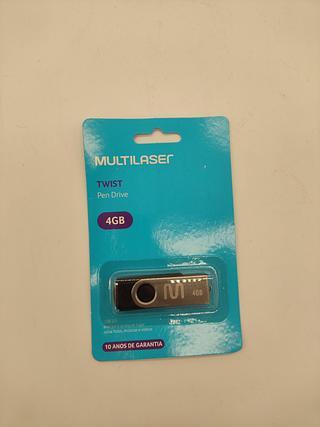 MULTILASER
TWIST
Pen Drive
4GB
4GB
10 ANOS DE GARANTIA